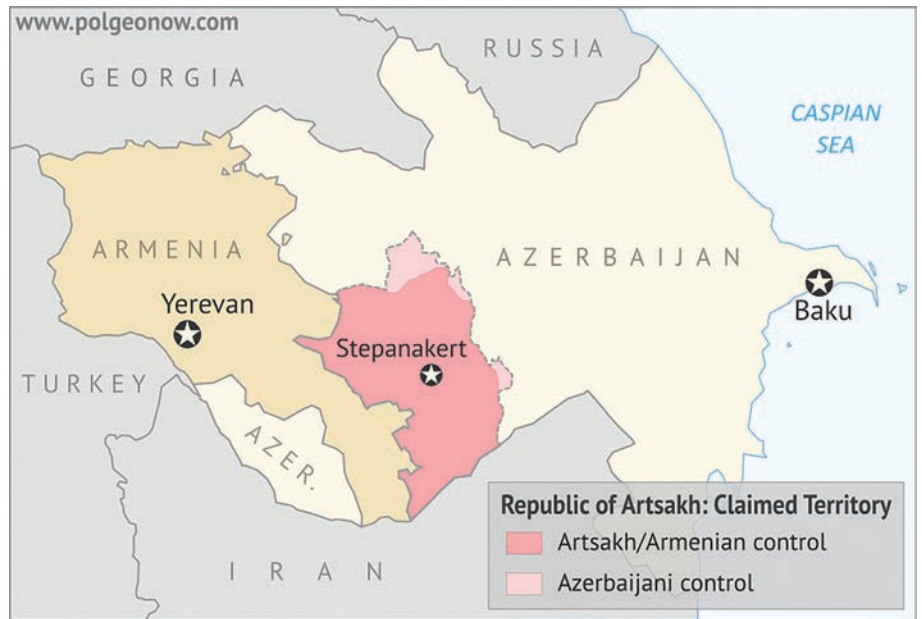 www.polgeonow.com
RUSSIA
GEORGIA
CASPIAN
SEA
ARMENIA
AZERBAIJAN
Yerevan
Baku
Stepanakert
TURKEY
AZER.
IRAN
Republic of Artsakh: Claimed Territory
Artsakh/Armenian control
Azerbaijani control